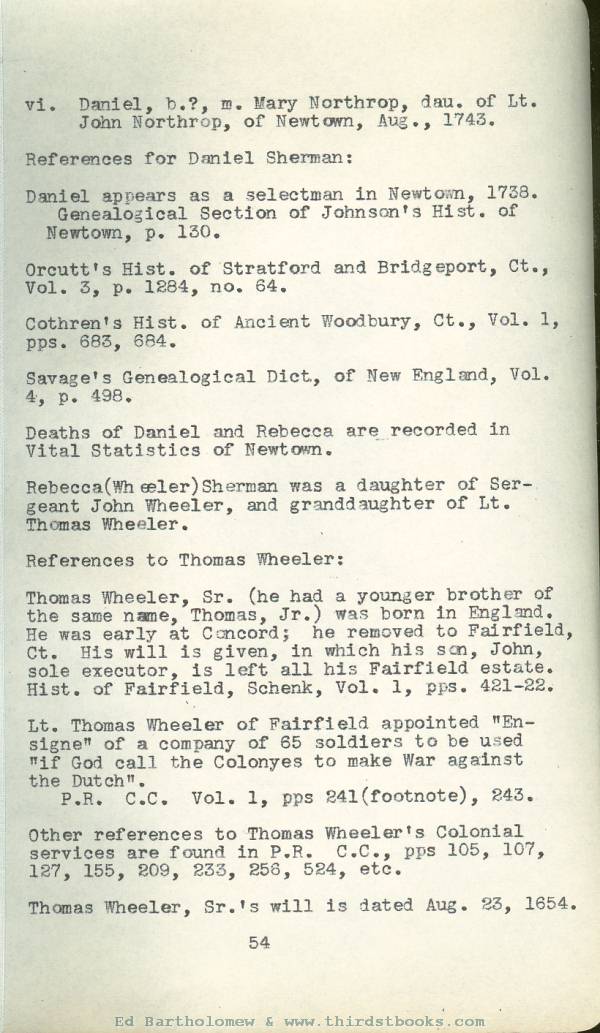 vi. Daniel, b.?, m. Mary Northrop, dau. of Lt.
John Northrop, of Newtown, Aug., 1743.
References for Daniel Sherman:
Daniel appears as a selectman in Newtown, 1738.
Genealogical Section of Johnson's Hist. of
Newtown, p. 130.
Orcutt's Hist. of Stratford and Bridgeport, Ct.,
Vol. 3, p. 1284, no. 64.
Cothren's Hist. of Ancient Woodbury, Ct., Vol. 1,
pps. 683, 684.
Savage's Genealogical Dict, of New England, Vol.
4, p. 498.
Deaths of Daniel and Rebecca are recorded in
Vital Statistics of Newtown.
Rebecca(Wheeler)Sherman was a daughter of Ser-
geant John Wheeler, and granddaughter of Lt.
Thomas Wheeler.
References to Thomas Wheeler:
Thomas Wheeler, Sr. (he had a younger brother of
the same name, Thomas, Jr.) was born in England.
He was early at Concord; he removed to Fairfield,
Ct. His will is given, in which his son, John,
sole executor, is left all his Fairfield estate.
Hist. of Fairfield, Schenk, Vol. 1, pps. 421-22.
Lt. Thomas Wheeler of Fairfield appointed "En-
signe" of a company of 65 soldiers to be used
"if God call the Colonyes to make War against
the Dutch".
P.R. C.C. Vol. 1, pps 241(footnote), 243.
Other references to Thomas Wheeler's Colonial
services are found in P.R. C.C., pps 105, 107,
127, 155, 209, 233, 256, 524, etc.
Thomas Wheeler, Sr.'s will is dated Aug. 23, 1654.
54
Ed Bartholomew & www.thirdstbooks.com